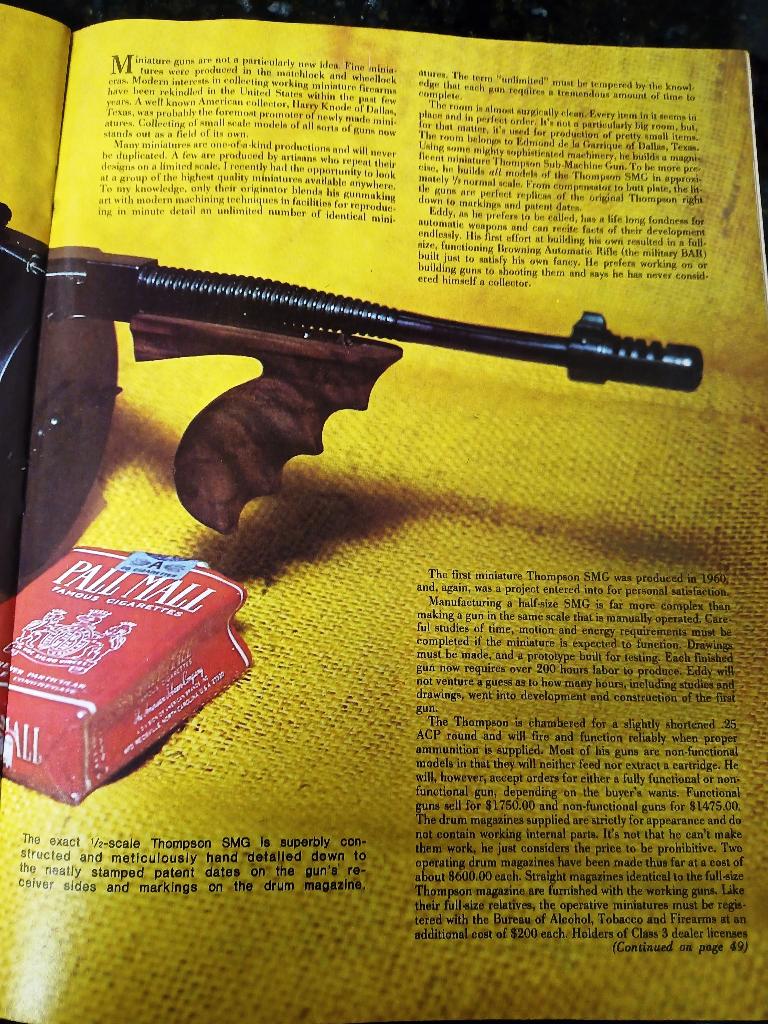 Miniature guns are not a particularly new idea. Fine minia-
tures were produced in the matchlock and wheellock
eras. Modern interests in collecting working miniature firearms
have been rekindled in the United States within the past few
years. A well known American collector, Harry Knode of Dallas,
Texas, was probably the foremost promoter of newly made mini-
atures. Collecting of small scale models of all sorts of guns now
stands out as a field of its own.
Many miniatures are one-of-a-kind productions and will never
be duplicated. A few are produced by artisans who repeat their
designs on a limited scale. I recently had the opportunity to look
at a group of the highest quality miniatures available anywhere.
To my knowledge, only their originator blends his gunmaking
art with modern machining techniques in facilities for reproduc-
ing in minute detail an unlimited number of identical mini-
atures. The term "unlimited" must be tempered by the knowl-
edge that each gun requires a tremendous amount of time to
complete.
The room is almost surgically clean. Every item in it seems in
place and in perfect order. It's not a particularly big room, but,
for that matter, it's used for production of pretty small items.
The room belongs to Edmond de la Garrique of Dallas, Texas.
Using some mighty sophisticated machinery, he builds a magni-
ficent miniature Thompson Sub-Machine Gun. To be more pre-
cise, he builds all models of the Thompson SMG in approxi-
mately ½ normal scale. From compensator to butt plate, the lit-
tle guns are perfect replicas of the original Thompson right
down to markings and patent dates.
Eddy, as he prefers to be called, has a life long fondness for
automatic weapons and can recite facts of their development
endlessly. His first effort at building his own resulted in a full-
size, functioning Browning Automatic Rifle (the military BAR)
built just to satisfy his own fancy. He prefers working on or
building guns to shooting them and says he has never consid-
ered himself a collector.
A
PALL MALL
FAMOUS CIGARETTES
ALL
The first miniature Thompson SMG was produced in 1960,
and, again, was a project entered into for personal satisfaction.
Manufacturing a half-size SMG is far more complex than
making a gun in the same scale that is manually operated. Care-
ful studies of time, motion and energy requirements must be
completed if the miniature is expected to function. Drawings
must be made, and a prototype built for testing. Each finished
gun now requires over 200 hours labor to produce. Eddy will
not venture a guess as to how many hours, including studies and
drawings, went into development and construction of the first
gun.
The Thompson is chambered for a slightly shortened .25
ACP round and will fire and function reliably when proper
ammunition is supplied. Most of his guns are non-functional
models in that they will neither feed nor extract a cartridge. He
will, however, accept orders for either a fully functional or non-
functional gun, depending on the buyer's wants. Functional
guns sell for $1750.00 and non-functional guns for $1475.00.
The drum magazines supplied are strictly for appearance and do
not contain working internal parts. It's not that he can't make
them work, he just considers the price to be prohibitive. Two
operating drum magazines have been made thus far at a cost of
about $600.00 each. Straight magazines identical to the full-size
Thompson magazine are furnished with the working guns. Like
their full-size relatives, the operative miniatures must be regis-
tered with the Bureau of Alcohol, Tobacco and Firearms at an
additional cost of $200 each. Holders of Class 3 dealer licenses
(Continued on page 49)
The exact 1/2-scale Thompson SMG is superbly con-
structed and meticulously hand detailed down to
the neatly stamped patent dates on the gun's re-
ceiver sides and markings on the drum magazine.